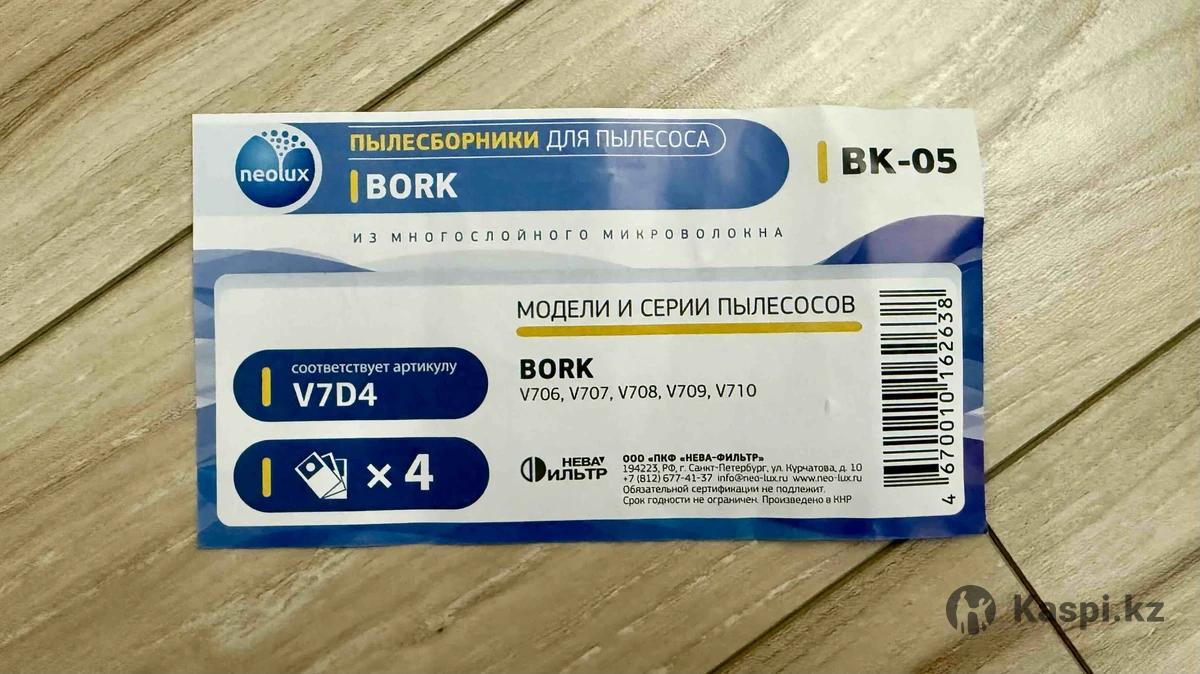 neolux
ПЫЛЕСБОРНИКИ ДЛЯ ПЫЛЕСОСА
BORK
BK-05
ИЗ МНОГОСЛОЙНОГО МИКРОВОЛОКНА
МОДЕЛИ И СЕРИИ ПЫЛЕСОСОВ
соответствует артикулу
V7D4
BORK
V706, V707, V708, V709, V710
× 4
НЕВА
ФИЛЬТР
ООО «ПКФ «НЕВА-ФИЛЬТР»
194223, РФ, г. Санкт-Петербург, ул. Курчатова, д. 10
+7 (812) 677-41-37 info@neo-lux.ru www.neo-lux.ru
Обязательной сертификации не подлежит.
Срок годности не ограничен. Произведено в КНР
4 670010 162638
Kaspi.kz